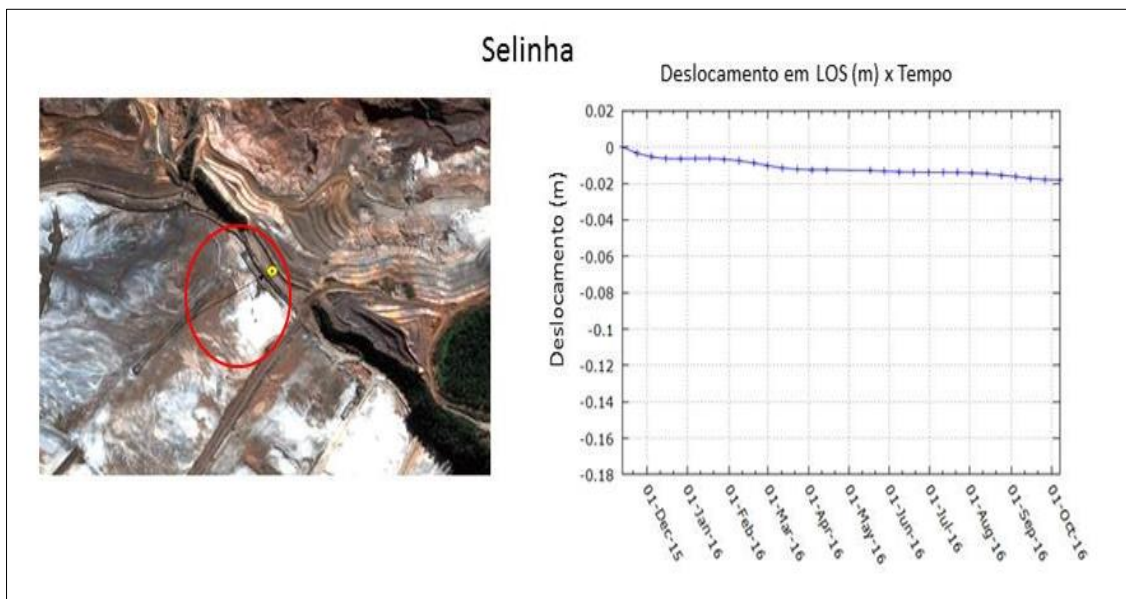 Selinha
Deslocamento em LOS (m) x Tempo
Deslocamento (m)
0.02
0
-0.02
-0.04
-0.06
-0.08
-0.1
-0.12
-0.14
-0.16
-0.18
01-Dec-15
01-Jan-16
01-Feb-16
01-Mar-16
01-Apr-16
01-May-16
01-Jun-16
01-Jul-16
01-Aug-16
01-Sep-16
01-Oct-16